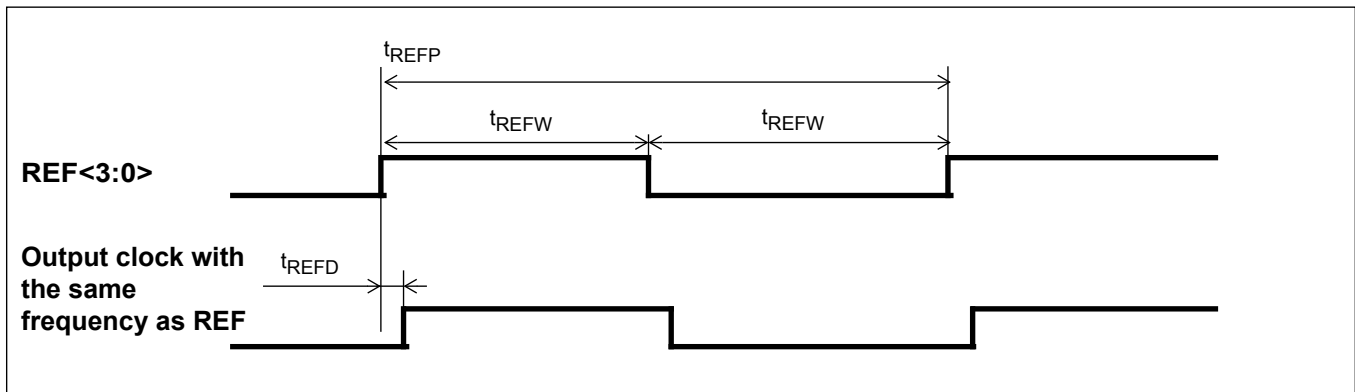 tREFP
tREFW tREFW
REF<3:0>
Output clock with
the same
frequency as REF
tREFD